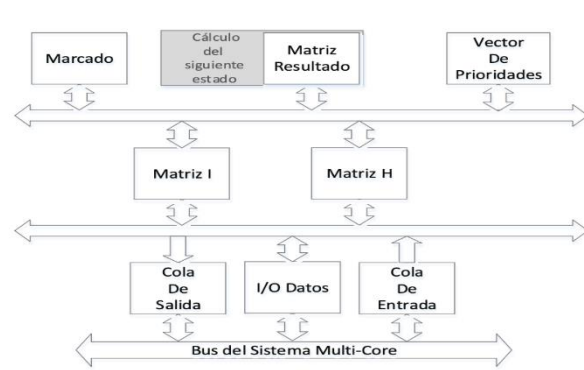 Marcado
Cálculo
del
siguiente
estado
Matriz
Resultado
Vector
De
Prioridades
Matriz I
Matriz H
Cola
De
Salida
I/O Datos
Cola
De
Entrada
Bus del Sistema Multi-Core